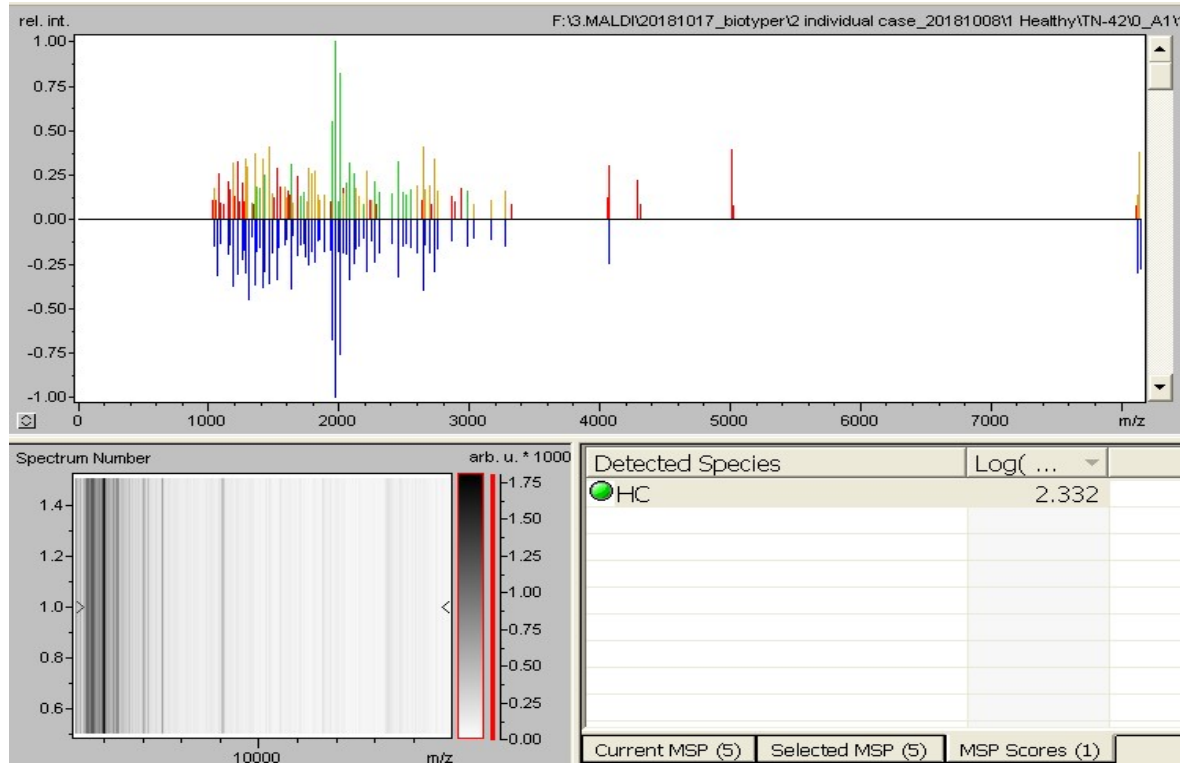 rel. int.
F:\3.MALDI\20181017_biotyper\2 individual case_20181008\1 Healthy\TN-42\0_A1\
1.00
0.75
0.50
0.25
0.00
-0.25
-0.50
-0.75
-1.00
0 1000 2000 3000 4000 5000 6000 7000 m/z
Spectrum Number
arb. u. * 1000
1.4
1.2
1.0
0.8
0.6
1.75
1.50
1.25
1.00
0.75
0.50
0.25
0.00
10000 m/z
Detected Species Log( ...
HC 2.332
Current MSP (5) Selected MSP (5) MSP Scores (1)